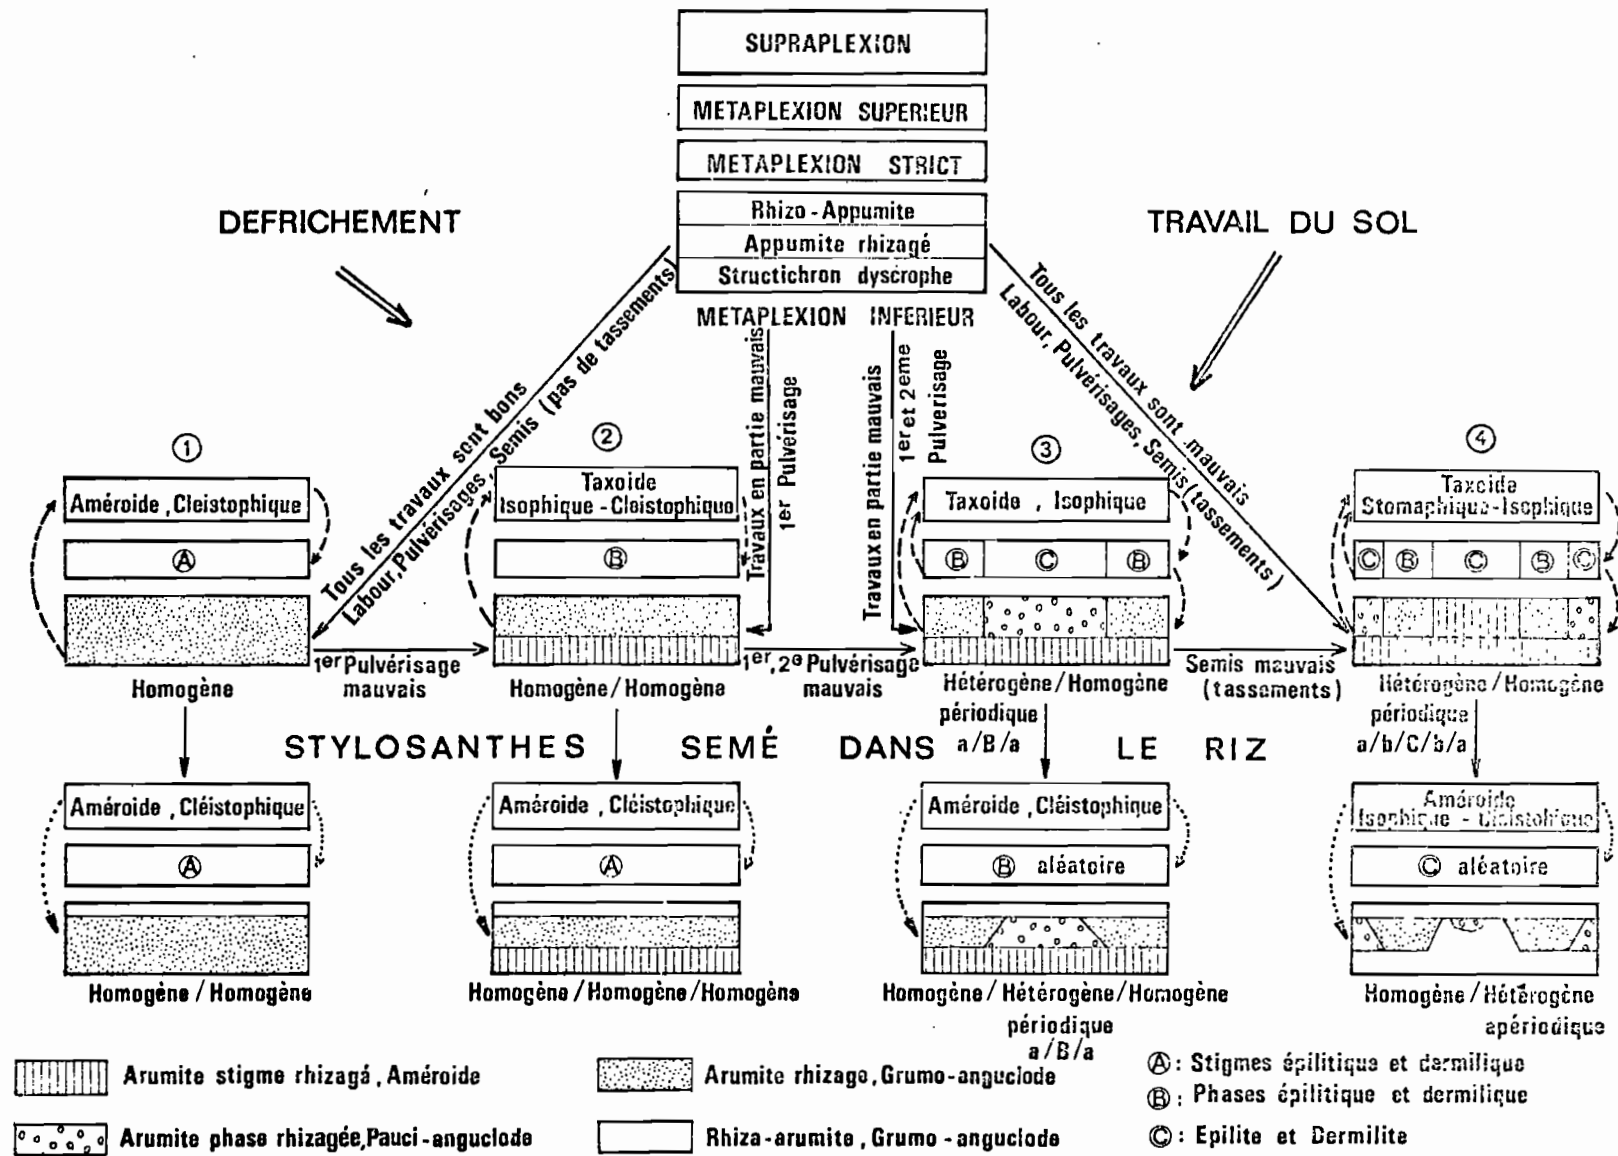 SUPRAPLEXION
METAPLEXION SUPERIEUR
METAPLEXION STRICT
Rhizo-Appumite
Appumite rhizagé
Structichron dyscrophe
METAPLEXION INFERIEUR
DEFRICHEMENT
TRAVAIL DU SOL
Tous les travaux sont bons
Labour, Pulvérisages, Semis (pas de tassements)
Travaux en partie mauvais
1er Pulvérisage
Travaux en partie mauvais
1er et 2eme
Pulverisage
Tous les travaux sont mauvais
Labour, Pulvérisages, Semis (tassements)
1
Améroide, Cleistophique
A
Homogène
1er Pulvérisage
mauvais
2
Taxoide
Isophique-Cleistophique
B
Homogène/Homogène
1er, 2e Pulvérisage
mauvais
3
Taxoide, Isophique
B C B
Hétérogène/Homogène
périodique
a/B/a
Semis mauvais
(tassements)
4
Taxoide
Stomaphique-Isophique
C B C B C
Hétérogène/Homogène
périodique
a/b/C/b/a
STYLOSANTHES SEMÉ DANS LE RIZ
Améroide, Cléistophique
A
Homogène/Homogène
Améroide, Cléistophique
A
Homogène/Homogène/Homogène
Améroide, Cléistophique
B aléatoire
Homogène/Hétérogène/Homogène
périodique
a/B/a
Améroide
Isophique-
C aléatoire
Homogène/Hétérogène
apériodique
Arumite stigme rhizagé, Améroide
Arumite phase rhizagée, Pauci-anguclode
Arumite rhizage, Grumo-anguclode
Rhiza-arumite, Grumo-anguclode
A: Stigmes épilitique et dermilique
B: Phases épilitique et dermilique
C: Epilite et Dermilite